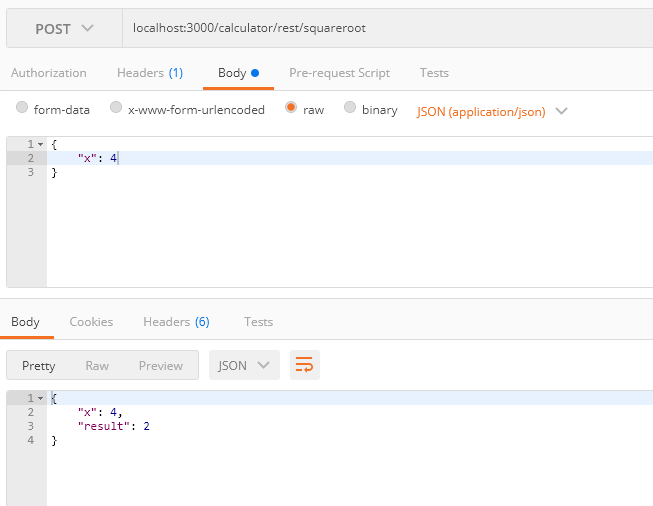 POST localhost:3000/calculator/rest/squareroot
Authorization Headers (1) Body Pre-request Script Tests
form-data x-www-form-urlencoded raw binary JSON (application/json)
1 {
2 "x": 4
3 }
Body Cookies Headers (6) Tests
Pretty Raw Preview JSON
1 {
2 "x": 4,
3 "result": 2
4 }